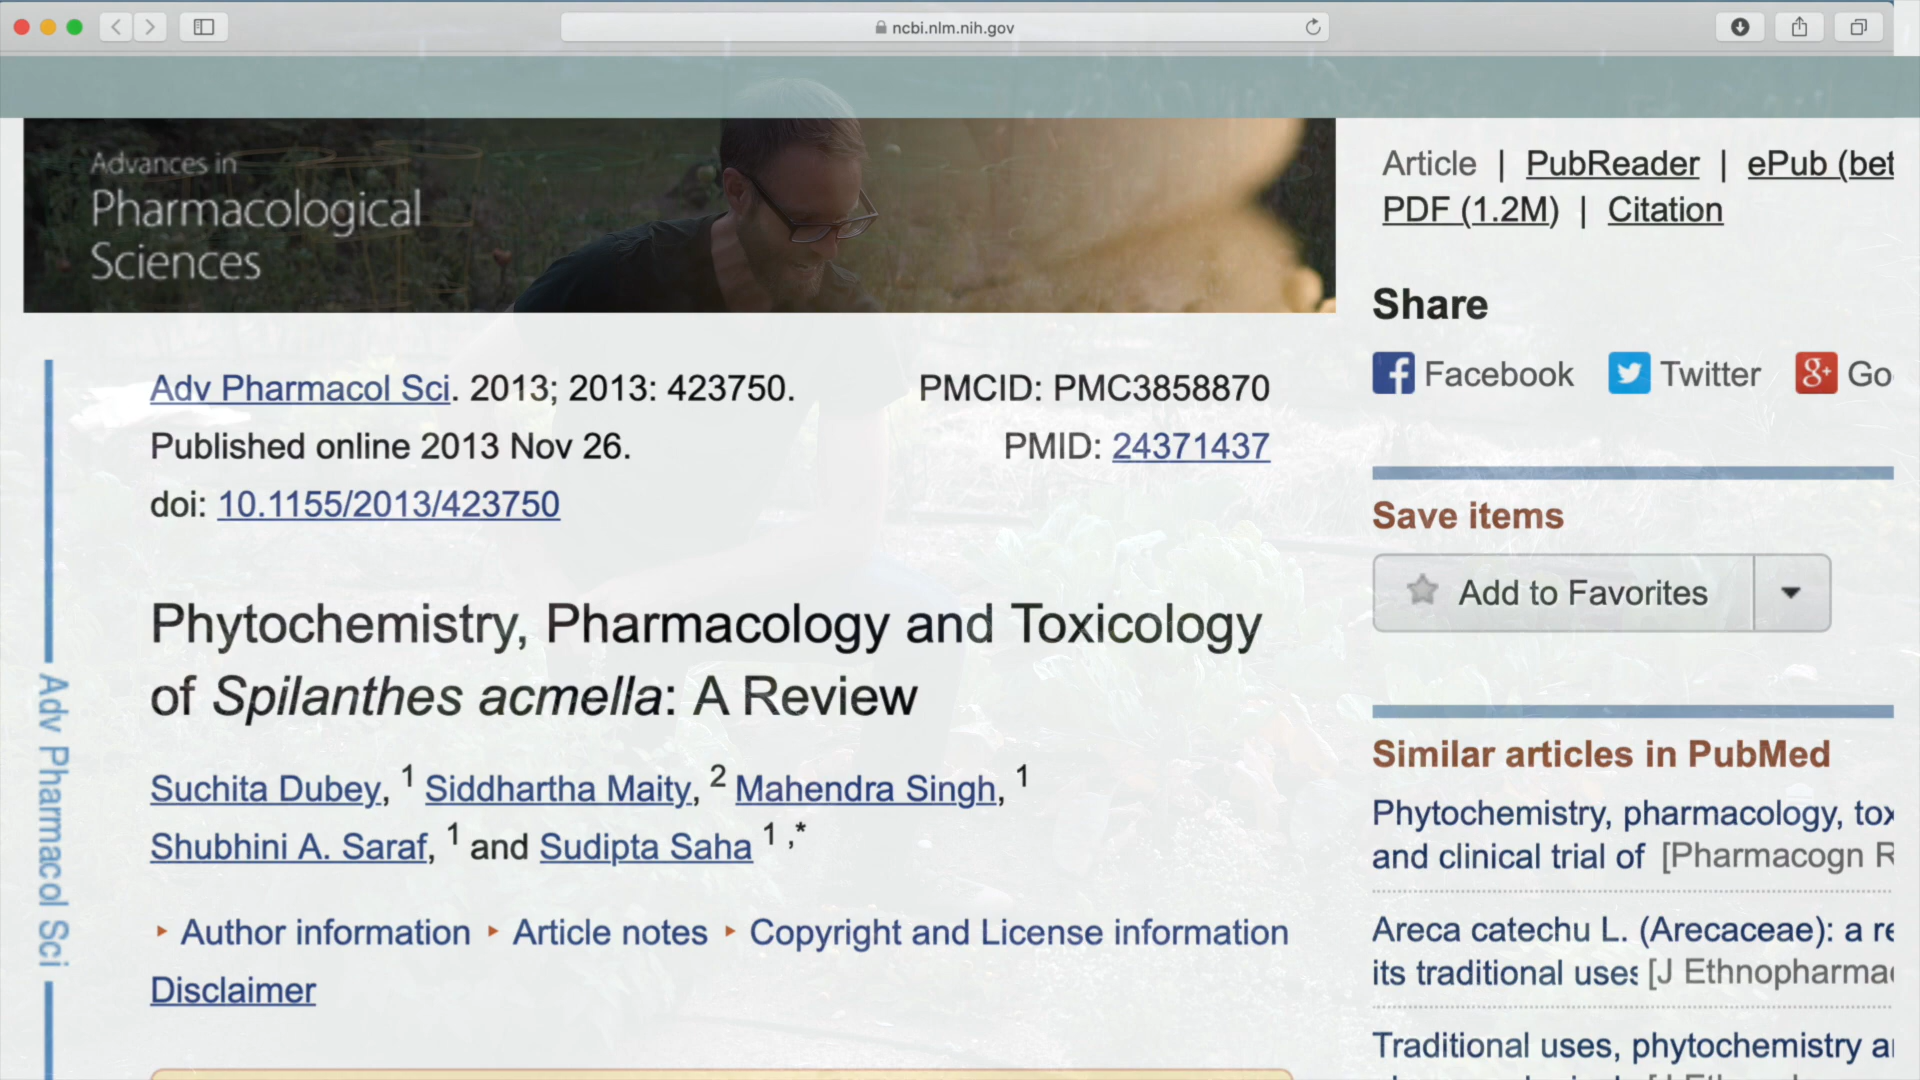 ncbi.nlm.nih.gov
Advances in
Pharmacological
Sciences
Article | PubReader | ePub (bet
PDF (1.2M) | Citation
Share
Facebook Twitter Go
Adv Pharmacol Sci. 2013; 2013: 423750.
PMCID: PMC3858870
Published online 2013 Nov 26.
PMID: 24371437
doi: 10.1155/2013/423750
Save items
Add to Favorites
Phytochemistry, Pharmacology and Toxicology
of Spilanthes acmella: A Review
Suchita Dubey, 1 Siddhartha Maity, 2 Mahendra Singh, 1
Shubhini A. Saraf, 1 and Sudipta Saha 1 ,*
Author information Article notes Copyright and License information
Disclaimer
Adv Pharmacol Sci
Similar articles in PubMed
Phytochemistry, pharmacology, tox
and clinical trial of [Pharmacogn R
Areca catechu L. (Arecaceae): a re
its traditional uses [J Ethnopharmac
Traditional uses, phytochemistry a